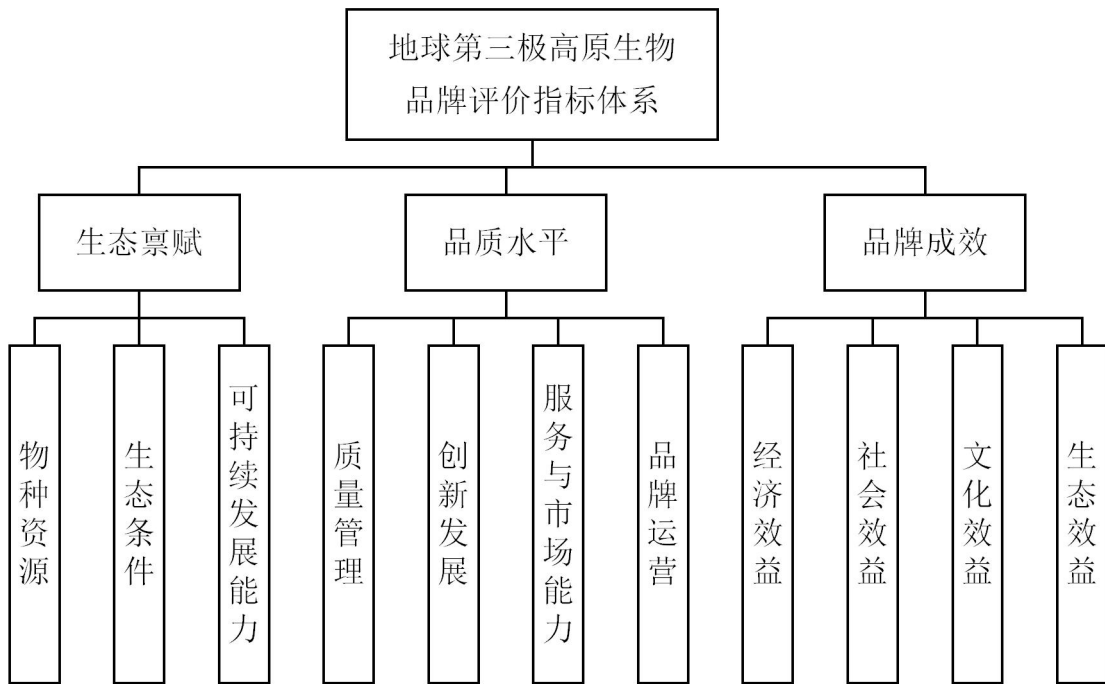 地球第三极高原生物
品牌评价指标体系
生态禀赋
品质水平
品牌成效
物种资源
生态条件
可持续发展能力
质量管理
创新发展
服务与市场能力
品牌运营
经济效益
社会效益
文化效益
生态效益